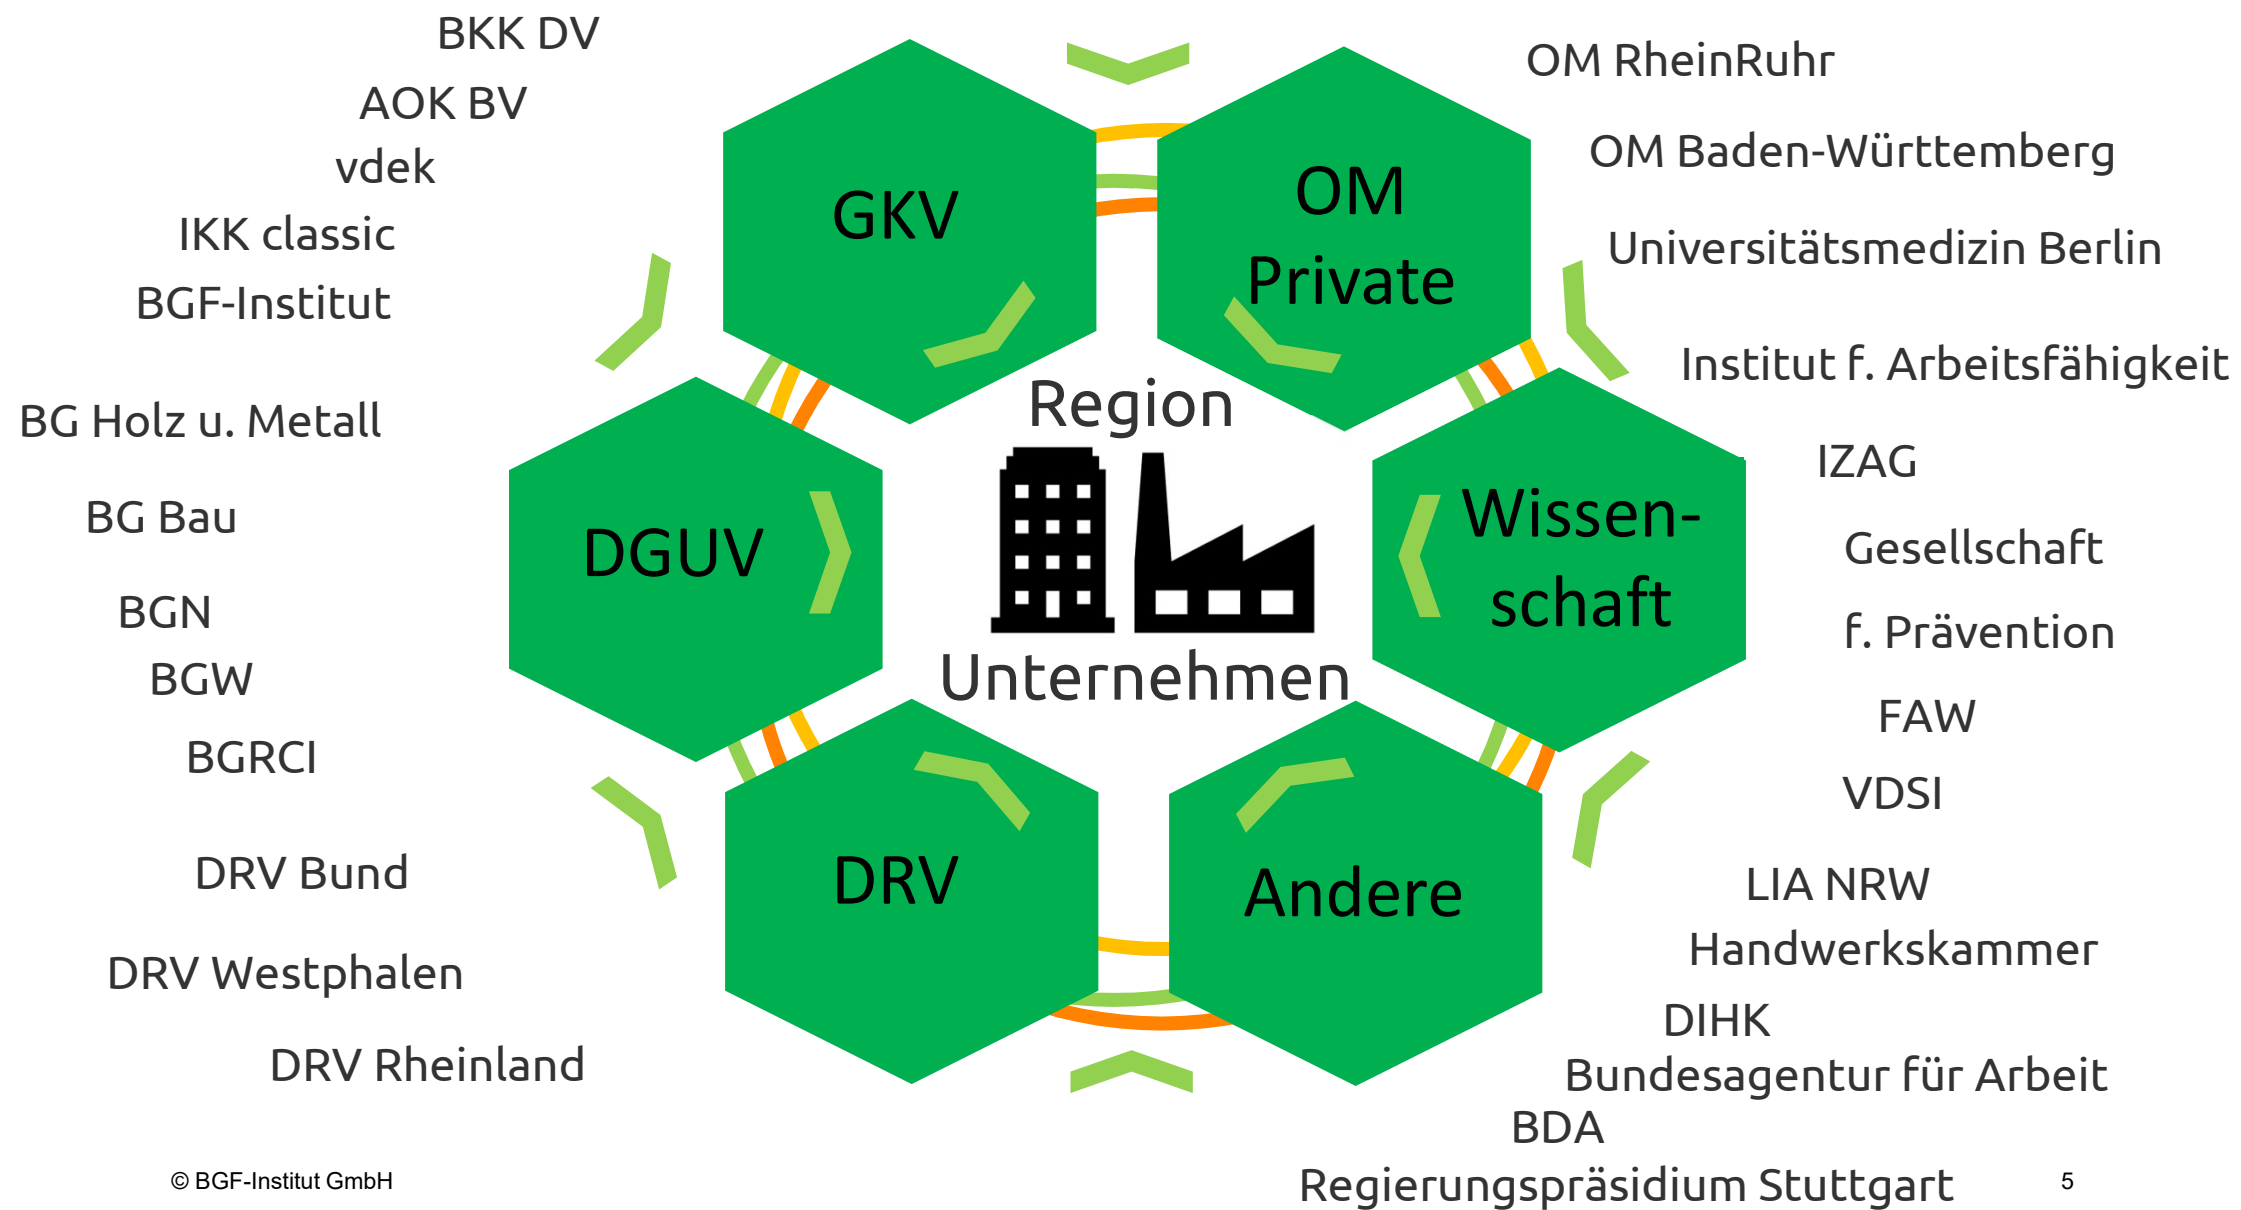 BKK DV
AOK BV
vdek
IKK classic
BGF-Institut
BG Holz u. Metall
BG Bau
BGN
BGW
BGRCI
DRV Bund
DRV Westphalen
DRV Rheinland
GKV
OM
Private
DGUV
Region
Unternehmen
Wissen-
schaft
DRV
Andere
OM RheinRuhr
OM Baden-Württemberg
Universitätsmedizin Berlin
Institut f. Arbeitsfähigkeit
IZAG
Gesellschaft
f. Prävention
FAW
VDSI
LIA NRW
Handwerkskammer
DIHK
Bundesagentur für Arbeit
BDA
Regierungspräsidium Stuttgart
© BGF-Institut GmbH
5